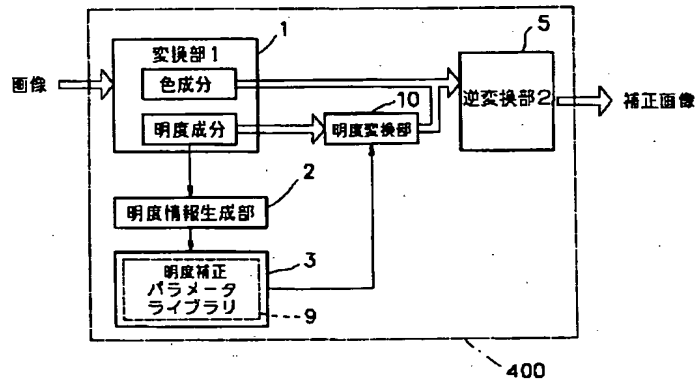 1
変換部1
色成分
明度成分
画像
10
明度変換部
5
逆変換部2
補正画像
2
明度情報生成部
3
明度補正
パラメータ
ライブラリ
9
400